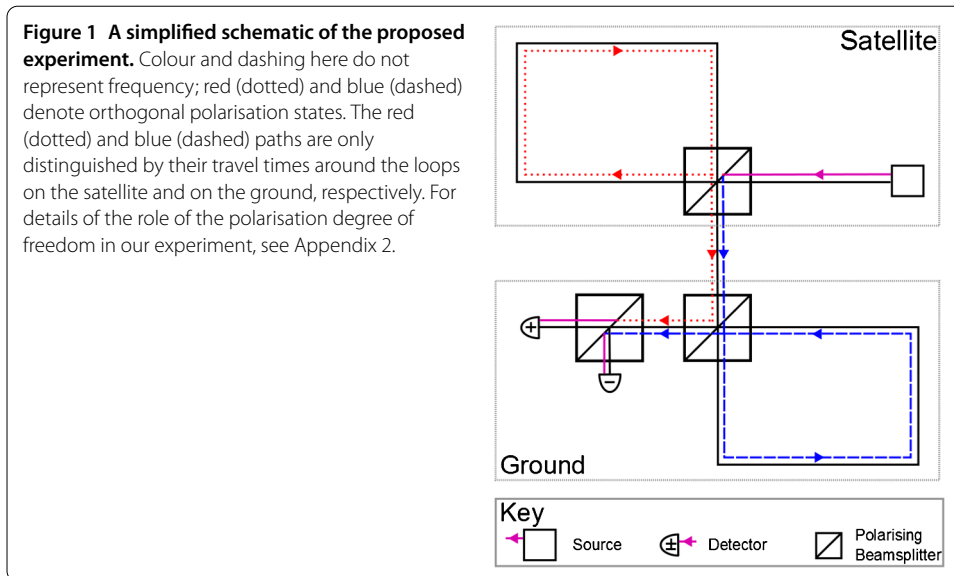 Figure 1 A simplified schematic of the proposed
experiment. Colour and dashing here do not
represent frequency; red (dotted) and blue (dashed)
denote orthogonal polarisation states. The red
(dotted) and blue (dashed) paths are only
distinguished by their travel times around the loops
on the satellite and on the ground, respectively. For
details of the role of the polarisation degree of
freedom in our experiment, see Appendix 2.
Satellite
+
−
Ground
Key
Source
±
Detector
Polarising
Beamsplitter